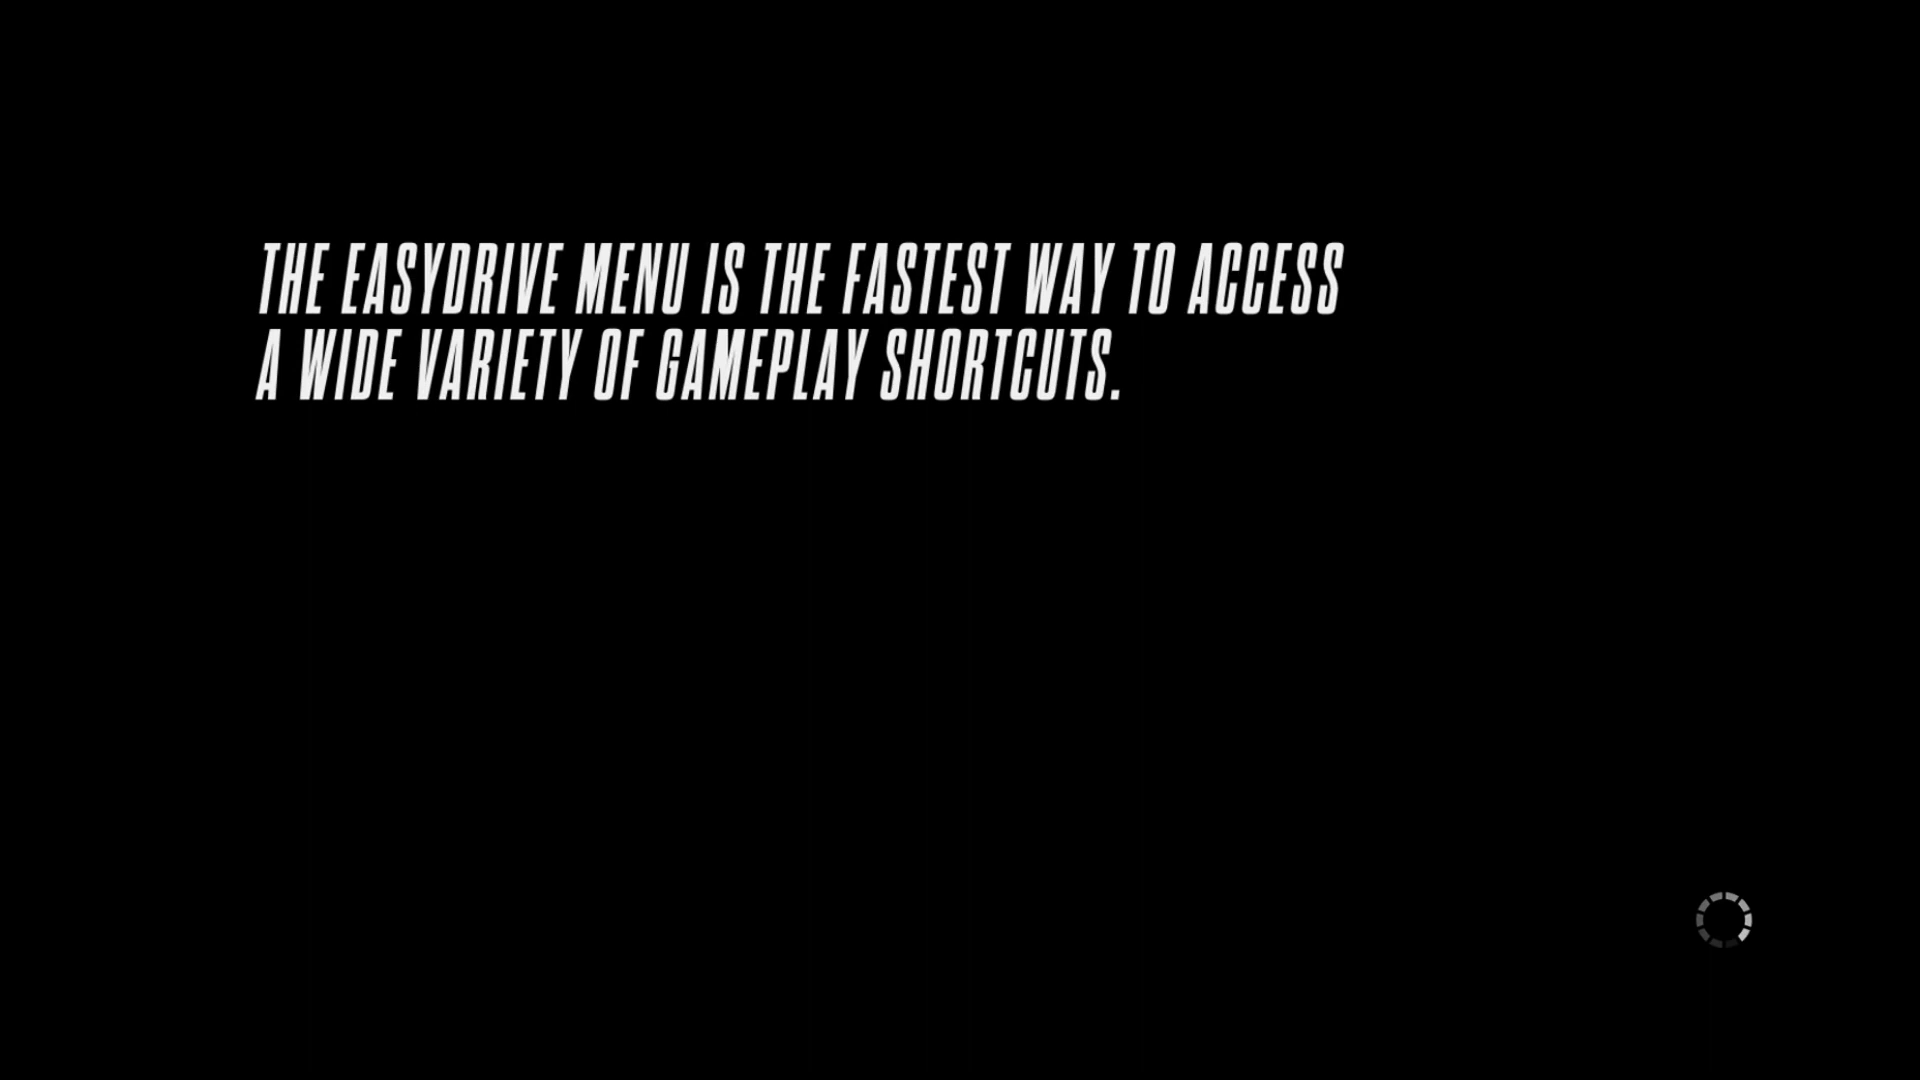 THE EASYDRIVE MENU IS THE FASTEST WAY TO ACCESS
A WIDE VARIETY OF GAMEPLAY SHORTCUTS.